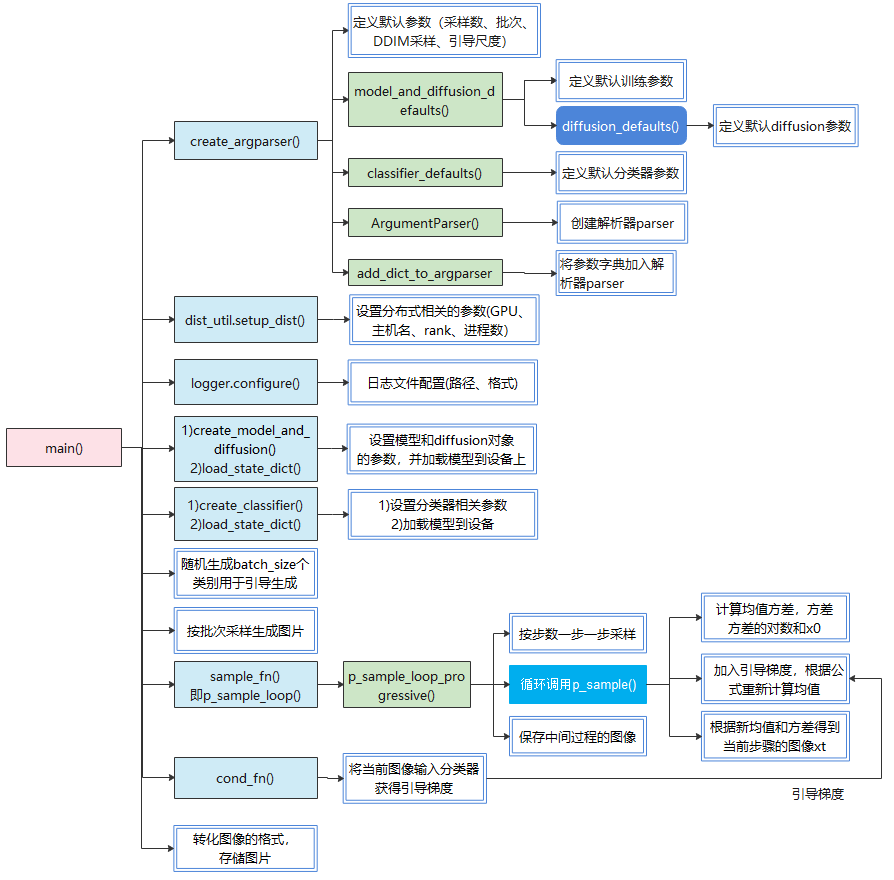 定义默认参数（采样数、批次、
DDIM采样、引导尺度）
model_and_diffusion_d
efaults()
定义默认训练参数
diffusion_defaults()
定义默认diffusion参数
create_argparser()
classifier_defaults()
定义默认分类器参数
ArgumentParser()
创建解析器parser
add_dict_to_argparser
将参数字典加入解
析器parser
dist_util.setup_dist()
设置分布式相关的参数(GPU、
主机名、rank、进程数）
logger.configure()
日志文件配置(路径、格式)
main()
1)create_model_and_
diffusion()
2)load_state_dict()
设置模型和diffusion对象
的参数，并加载模型到设备上
1)create_classifier()
2)load_state_dict()
1)设置分类器相关参数
2)加载模型到设备
随机生成batch_size个
类别用于引导生成
按批次采样生成图片
sample_fn()
即p_sample_loop()
p_sample_loop_pro
gressive()
按步数一步一步采样
循环调用p_sample()
保存中间过程的图像
计算均值方差，方差
方差的对数和x0
加入引导梯度，根据公
式重新计算均值
根据新均值和方差得到
当前步骤的图像xt
cond_fn()
将当前图像输入分类器
获得引导梯度
引导梯度
转化图像的格式，
存储图片